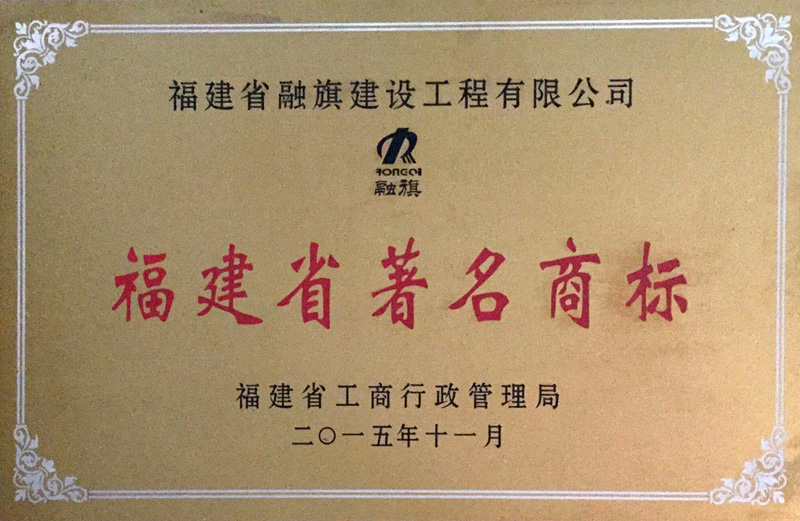 福建省融旗建设工程有限公司
RONGQI
融旗
福建省著名商标
福建省工商行政管理局
二〇一五年十一月